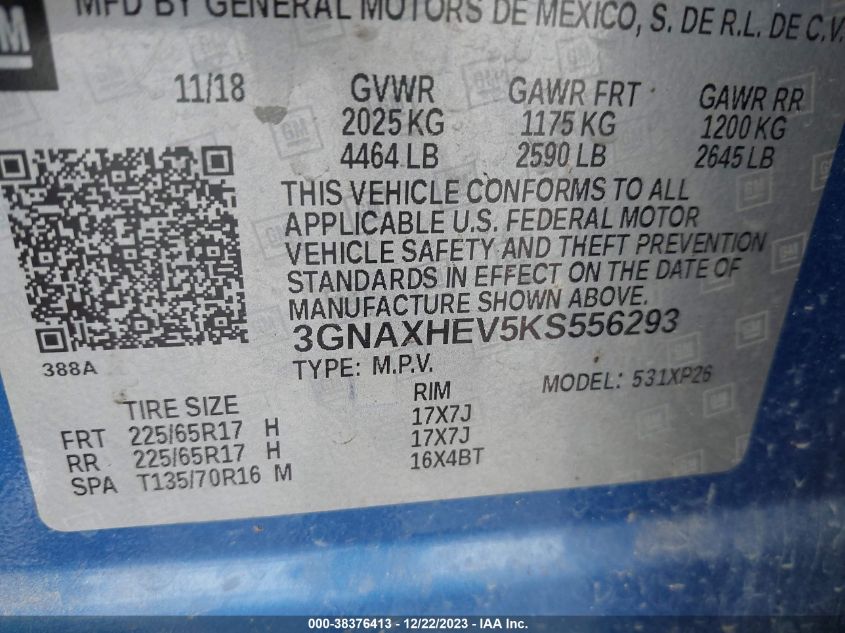 GM
MFD BY GENERAL MOTORS DE MEXICO, S. DE R.L. DE C.V.
11/18 GVWR GAWR FRT GAWR RR
2025 KG 1175 KG 1200 KG
4464 LB 2590 LB 2645 LB
THIS VEHICLE CONFORMS TO ALL
APPLICABLE U.S. FEDERAL MOTOR
VEHICLE SAFETY AND THEFT PREVENTION
STANDARDS IN EFFECT ON THE DATE OF
MANUFACTURE SHOWN ABOVE.
3GNAXHEV5KS556293
388A TYPE: M.P.V. MODEL: 531XP26
TIRE SIZE RIM
FRT 225/65R17 H 17X7J
RR 225/65R17 H 17X7J
SPA T135/70R16 M 16X4BT
000-38376413 - 12/22/2023 - IAA Inc.